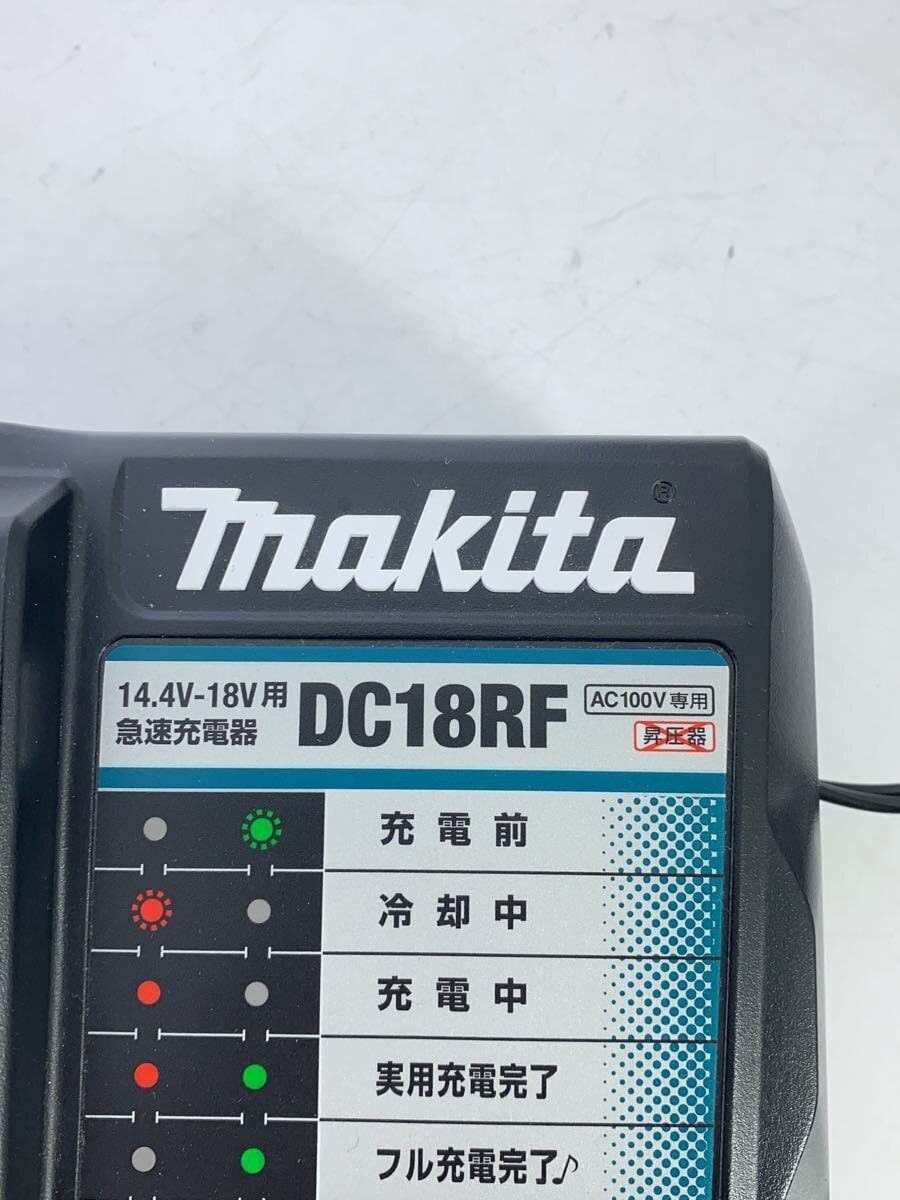 makita®
14.4V-18V用
急速充電器
DC18RF
AC100V専用
昇圧器
充電前
冷却中
充電中
実用充電完了
フル充電完了♪